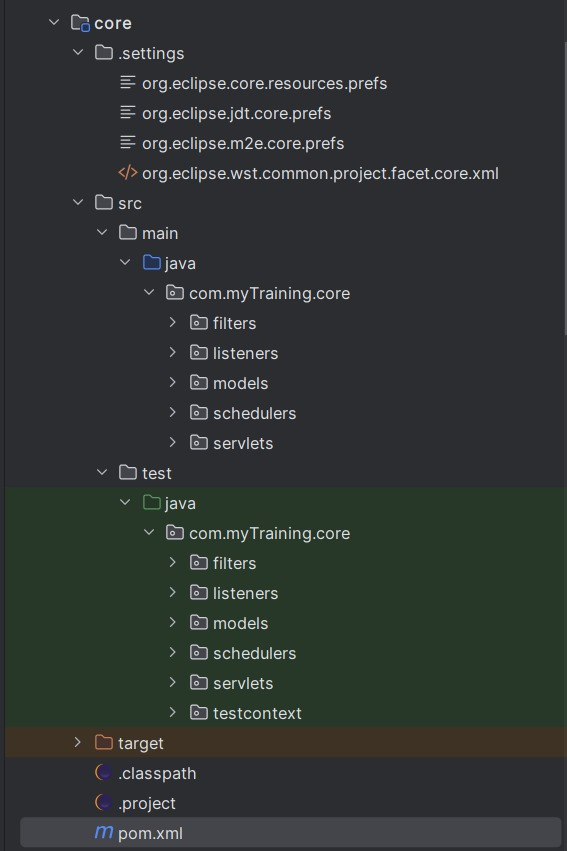 core
.settings
org.eclipse.core.resources.prefs
org.eclipse.jdt.core.prefs
org.eclipse.m2e.core.prefs
</> org.eclipse.wst.common.project.facet.core.xml
src
main
java
com.myTraining.core
filters
listeners
models
schedulers
servlets
test
java
com.myTraining.core
filters
listeners
models
schedulers
servlets
testcontext
target
.classpath
.project
m pom.xml